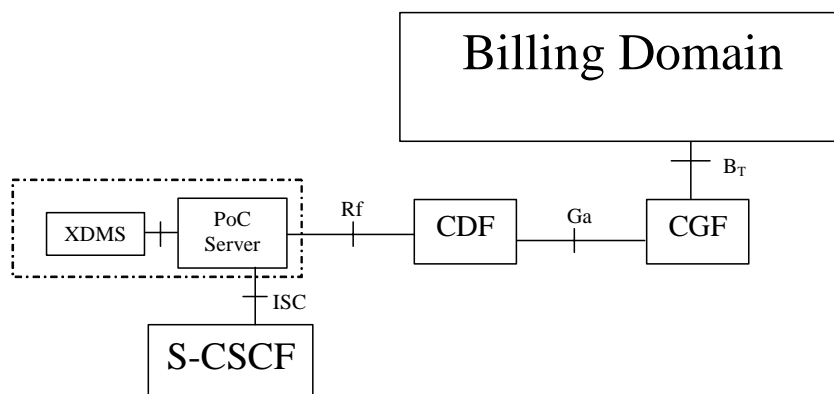 Billing Domain
B_T
XDMS
PoC
Server
Rf
CDF
Ga
CGF
ISC
S-CSCF